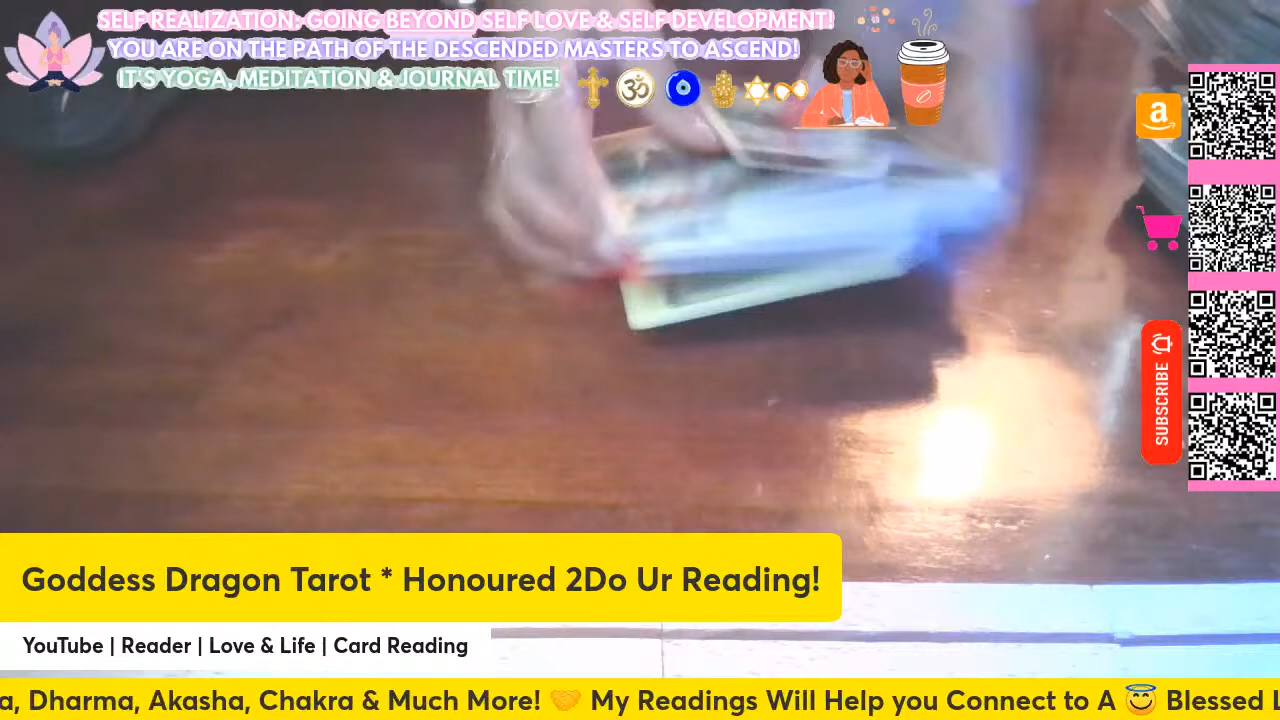 SELF REALIZATION: GOING BEYOND SELF LOVE & SELF DEVELOPMENT!
YOU ARE ON THE PATH OF THE DESCENDED MASTERS TO ASCEND!
IT'S YOGA, MEDITATION & JOURNAL TIME!
SUBSCRIBE
Goddess Dragon Tarot * Honoured 2Do Ur Reading!
YouTube | Reader | Love & Life | Card Reading
a, Dharma, Akasha, Chakra & Much More! 🤝 My Readings Will Help you Connect to A 😇 Blessed L